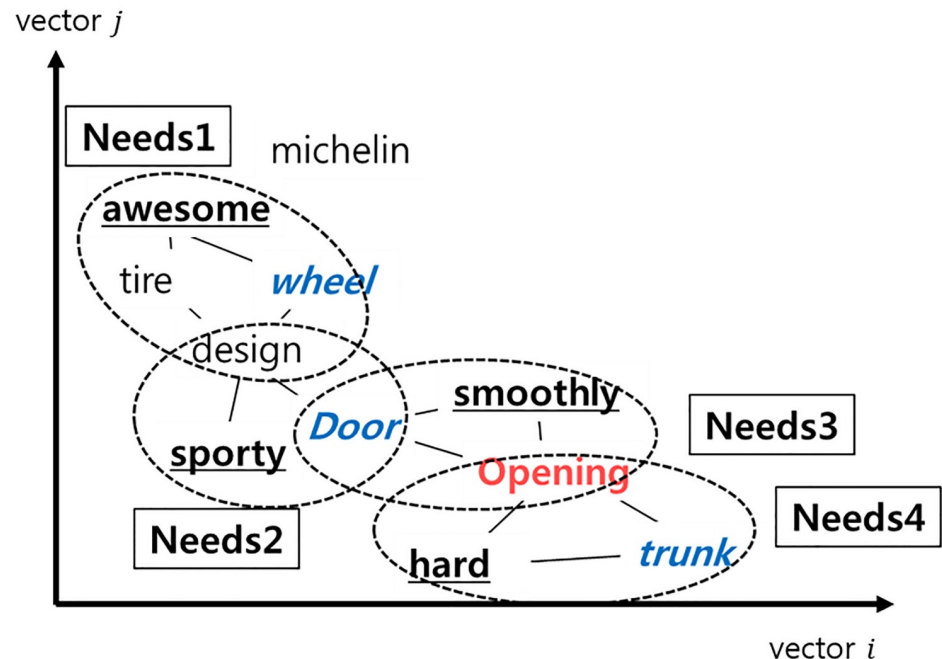 vector j
Needs1
michelin
awesome
tire
wheel
design
smoothly
Door
Needs3
sporty
Opening
Needs4
Needs2
hard
trunk
vector i